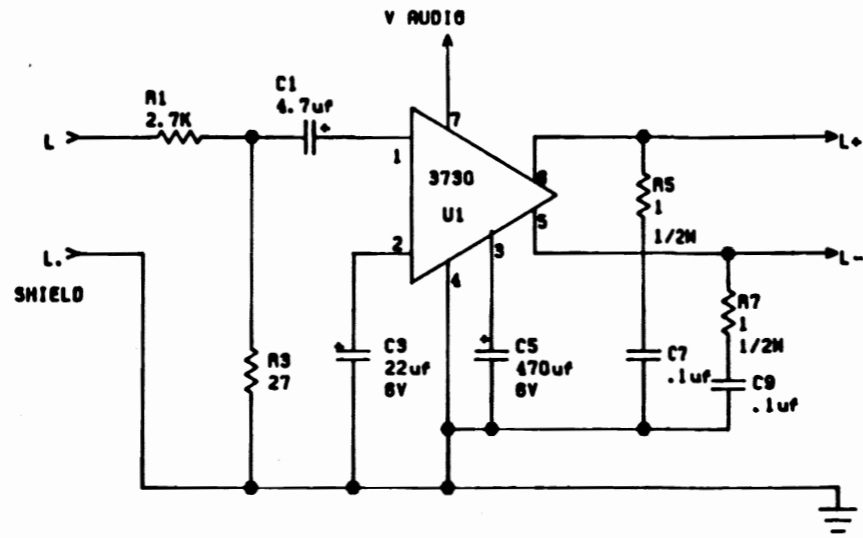 V AUDIO
C1
4.7uf
R1
2.7K
L
7
1
3730
U1
6
L+
R5
1
1/2W
5
2
3
4
L.
SHIELD
L-
R7
1
1/2W
R3
27
C3
22uf
6V
C5
470uf
6V
C7
.1uf
C9
.1uf